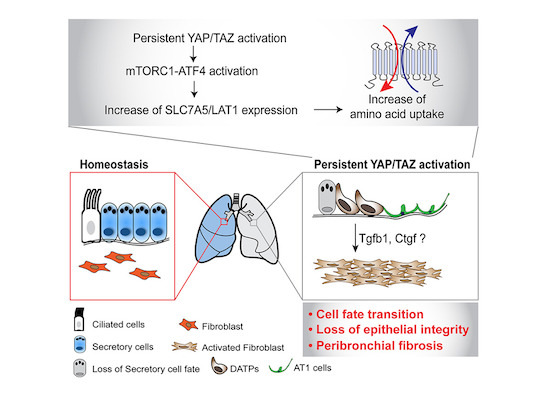 Persistent YAP/TAZ activation
mTORC1-ATF4 activation
Increase of SLC7A5/LAT1 expression
Increase of
amino acid uptake
Homeostasis
Persistent YAP/TAZ activation
Tgfb1, Ctgf ?
• Cell fate transition
• Loss of epithelial integrity
• Peribronchial fibrosis
Ciliated cells
Fibroblast
Secretory cells
Activated Fibroblast
Loss of Secretory cell fate
DATPs
AT1 cells